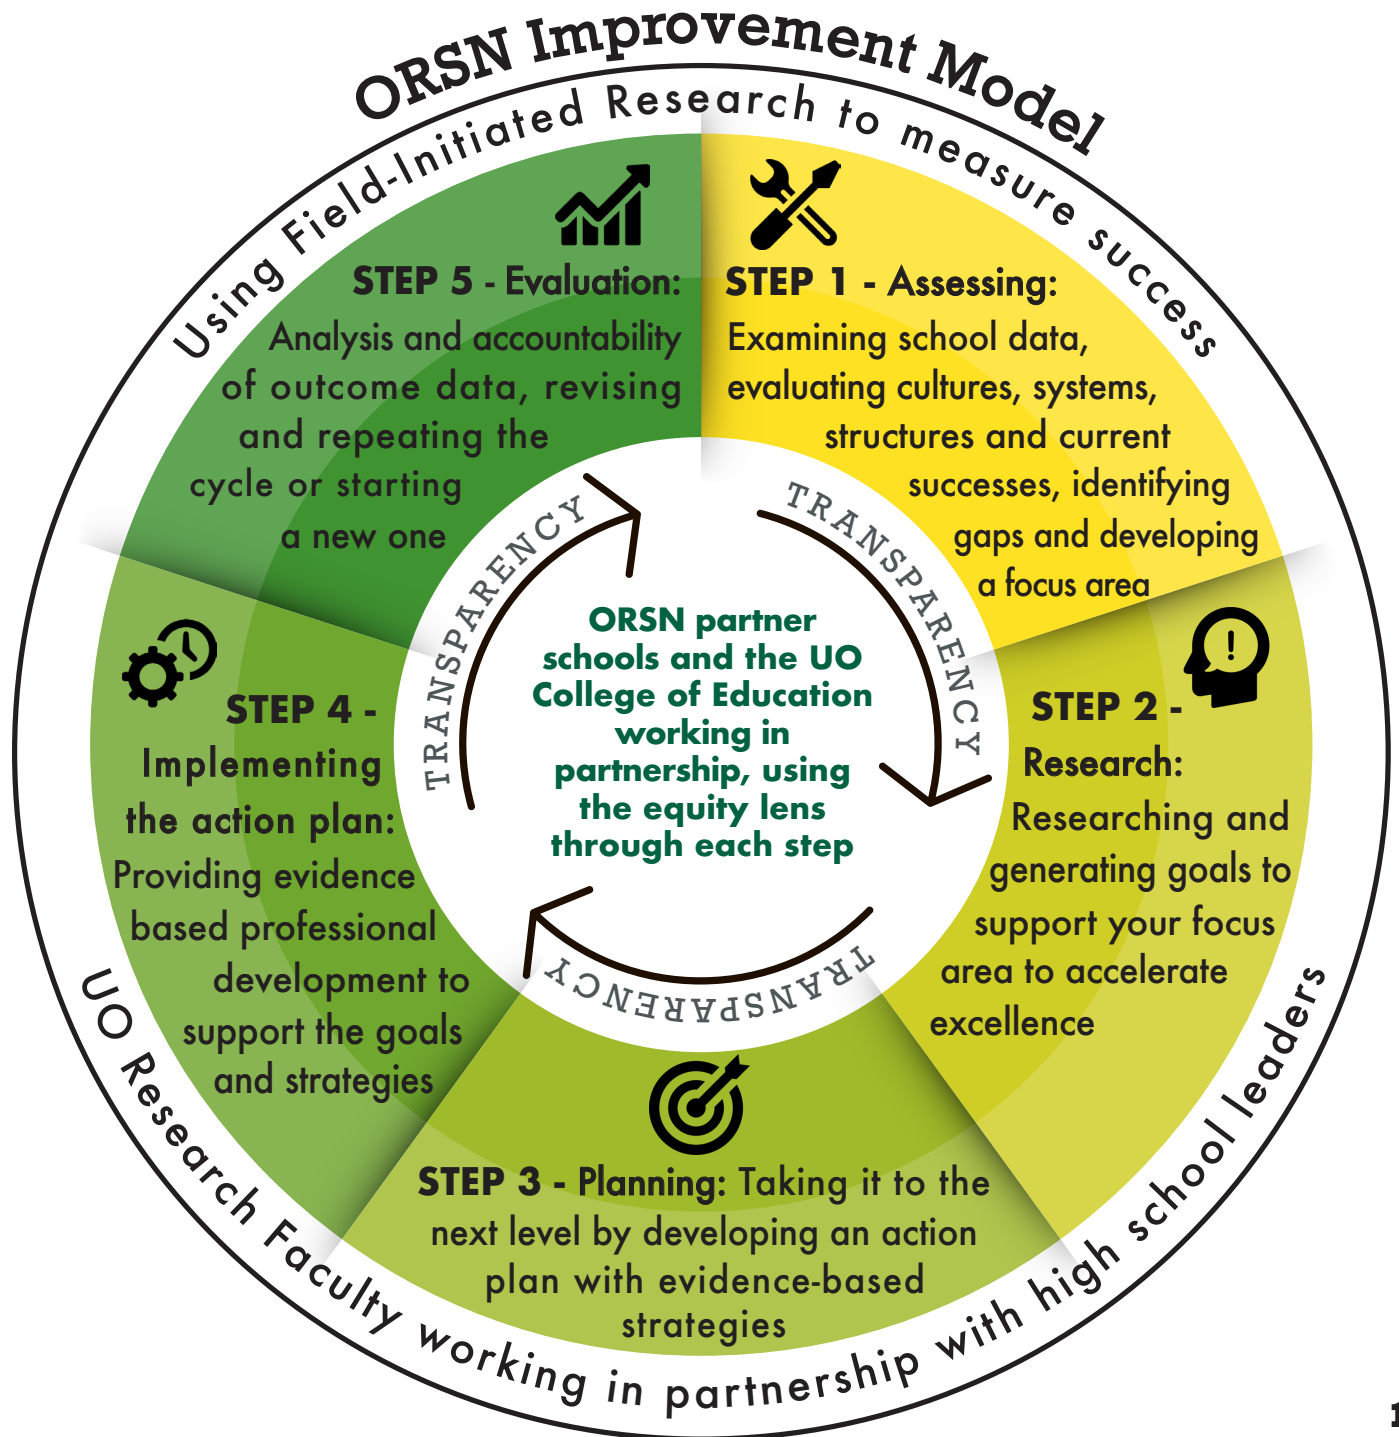 ORSN Improvement Model
Using Field-Initiated Research to measure success
STEP 1 - Assessing:
Examining school data,
evaluating cultures, systems,
structures and current
successes, identifying
gaps and developing
a focus area
STEP 2 -
Research:
Researching and
generating goals to
support your focus
area to accelerate
excellence
STEP 3 - Planning: Taking it to the
next level by developing an action
plan with evidence-based
strategies
STEP 4 -
Implementing
the action plan:
Providing evidence
based professional
development to
support the goals
and strategies
STEP 5 - Evaluation:
Analysis and accountability
of outcome data, revising
and repeating the
cycle or starting
a new one
TRANSPARENCY
TRANSPARENCY
TRANSPARENCY
ORSN partner
schools and the UO
College of Education
working in
partnership, using
the equity lens
through each step
UO Research Faculty working in partnership with high school leaders
1